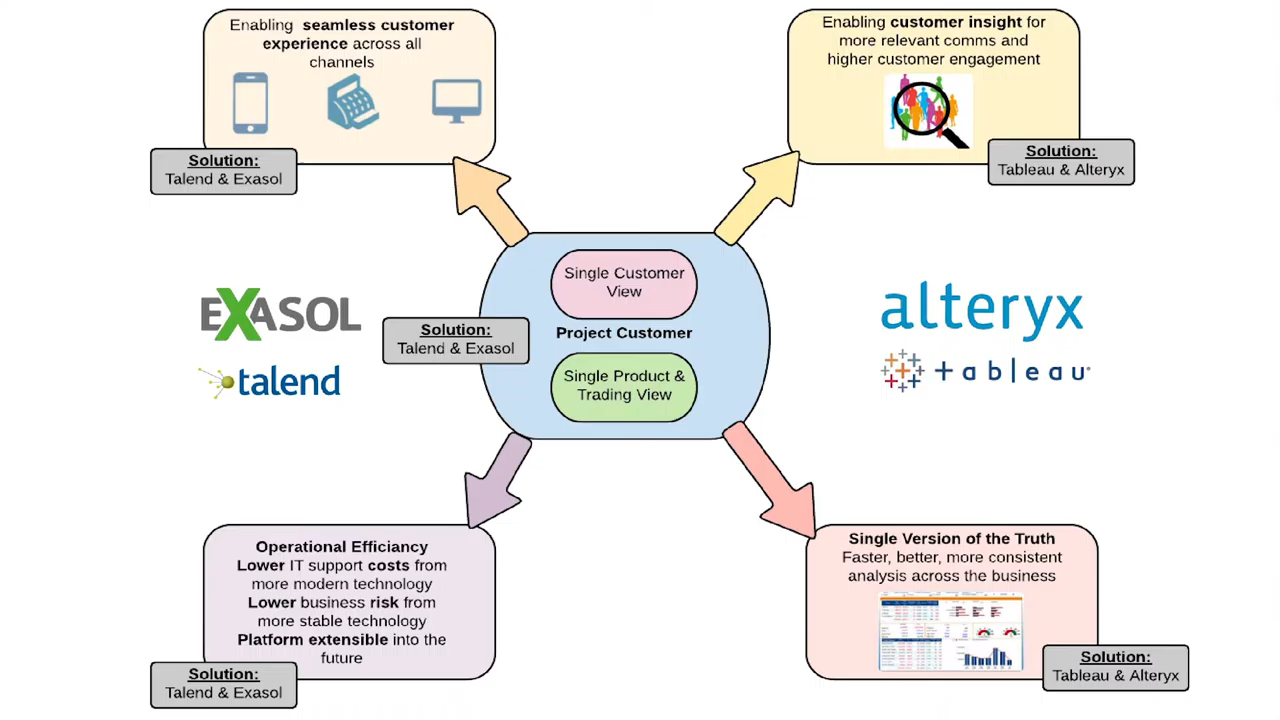 Enabling seamless customer
experience across all
channels
Solution:
Talend & Exasol
Enabling customer insight for
more relevant comms and
higher customer engagement
Solution:
Tableau & Alteryx
Single Customer
View
Project Customer
Single Product &
Trading View
Solution:
Talend & Exasol
EXASOL
talend
alteryx
+ableau
Operational Efficiancy
Lower IT support costs from
more modern technology
Lower business risk from
more stable technology
Platform extensible into the
future
Solution:
Talend & Exasol
Single Version of the Truth
Faster, better, more consistent
analysis across the business
Solution:
Tableau & Alteryx